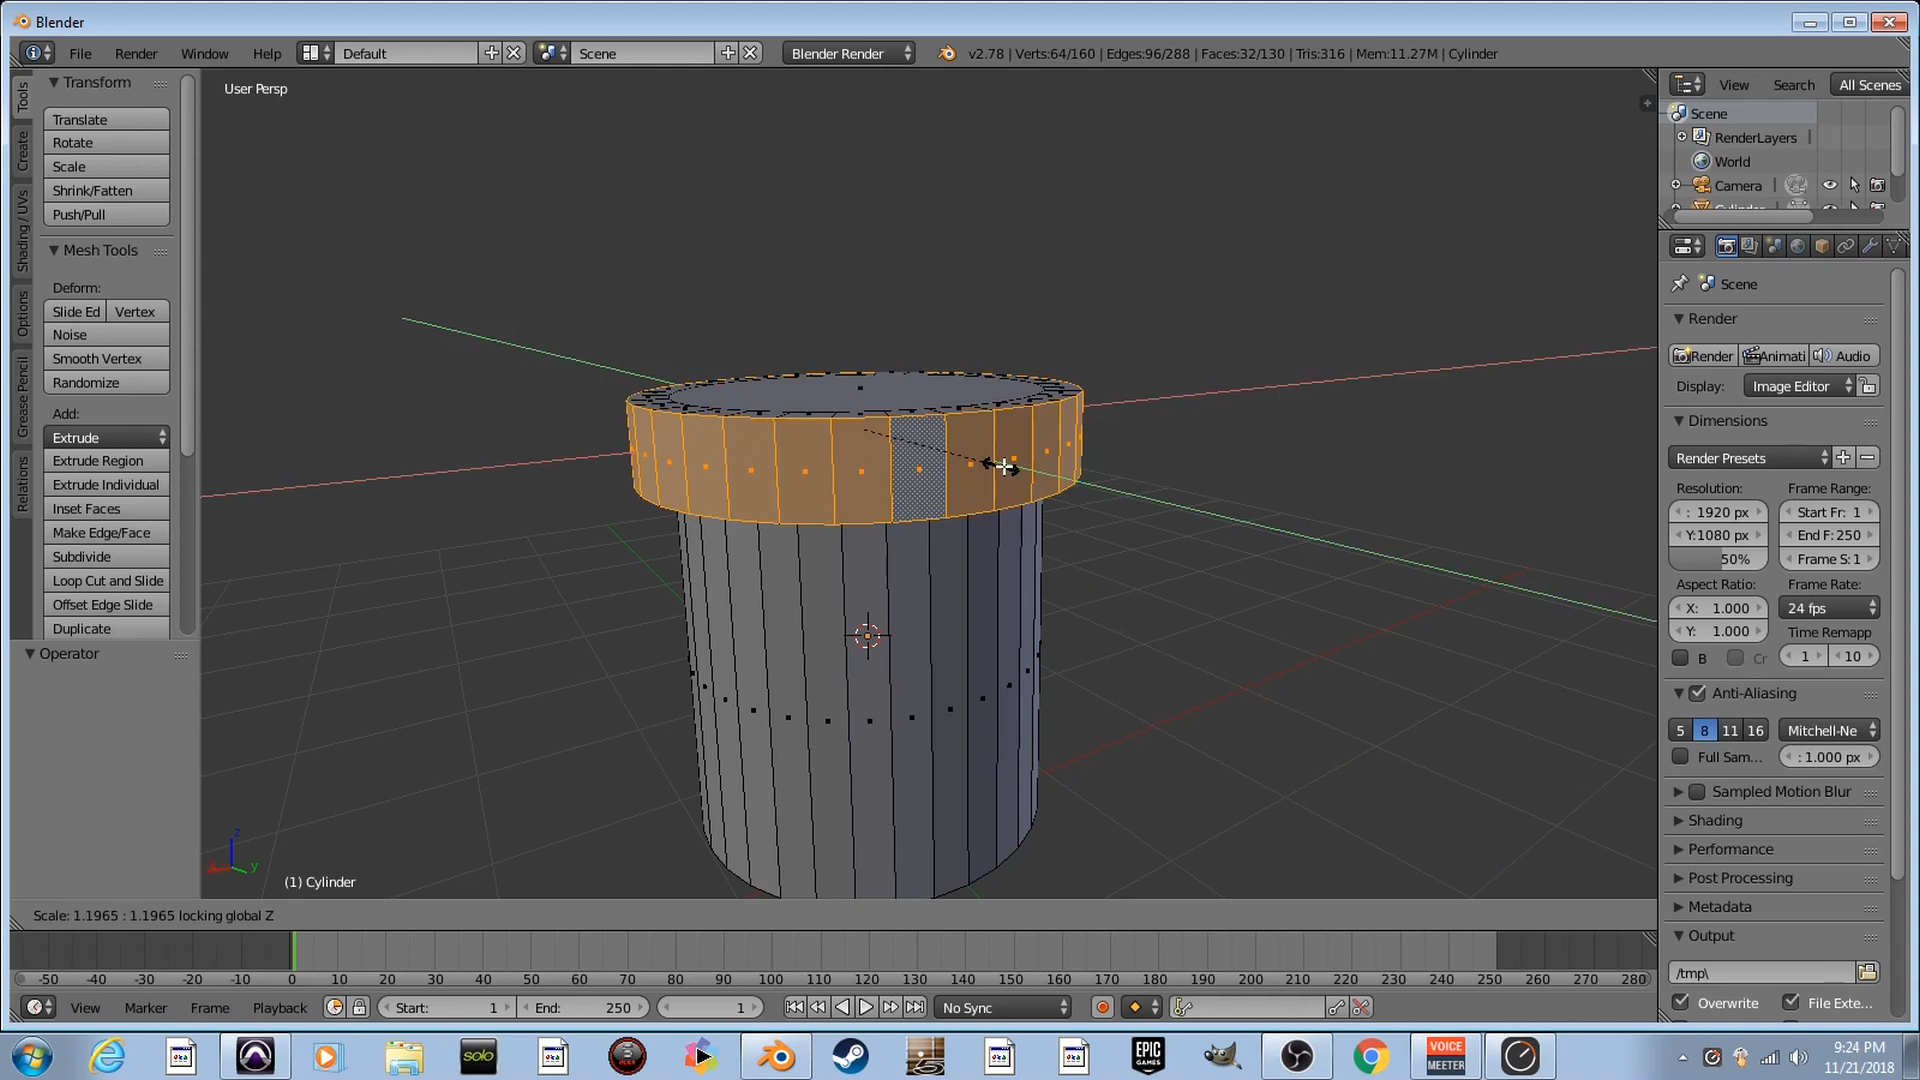 Blender
File Render Window Help Default Scene Blender Render v2.78 | Verts:64/160 | Edges:96/288 | Faces:32/130 | Tris:316 | Mem:11.27M | Cylinder
Tools
Create
Shading / UVs
Options
Grease Pencil
Relations
Transform
Translate
Rotate
Scale
Shrink/Fatten
Push/Pull
Mesh Tools
Deform:
Slide Ed Vertex
Noise
Smooth Vertex
Randomize
Add:
Extrude
Extrude Region
Extrude Individual
Inset Faces
Make Edge/Face
Subdivide
Loop Cut and Slide
Offset Edge Slide
Duplicate
Operator
User Persp
z
x
y
(1) Cylinder
Scale: 1.1965 : 1.1965 locking global Z
View Search All Scenes
Scene
RenderLayers
World
Camera
Scene
Render
Render Animati Audio
Display: Image Editor
Dimensions
Render Presets
Resolution: Frame Range:
: 1920 px Start Fr: 1
Y:1080 px End F: 250
50% Frame S: 1
Aspect Ratio: Frame Rate:
X: 1.000 24 fps
Y: 1.000 Time Remapp
B Cr 1 10
Anti-Aliasing
5 8 11 16 Mitchell-Ne
Full Sam... : 1.000 px
Sampled Motion Blur
Shading
Performance
Post Processing
Metadata
Output
/tmp\
Overwrite File Exte...
-50 -40 -30 -20 -10 0 10 20 30 40 50 60 70 80 90 100 110 120 130 140 150 160 170 180 190 200 210 220 230 240 250 260 270 280
View Marker Frame Playback Start: 1 End: 250 1 No Sync
solo
EPIC GAMES
VOICE MEETER
9:24 PM
11/21/2018